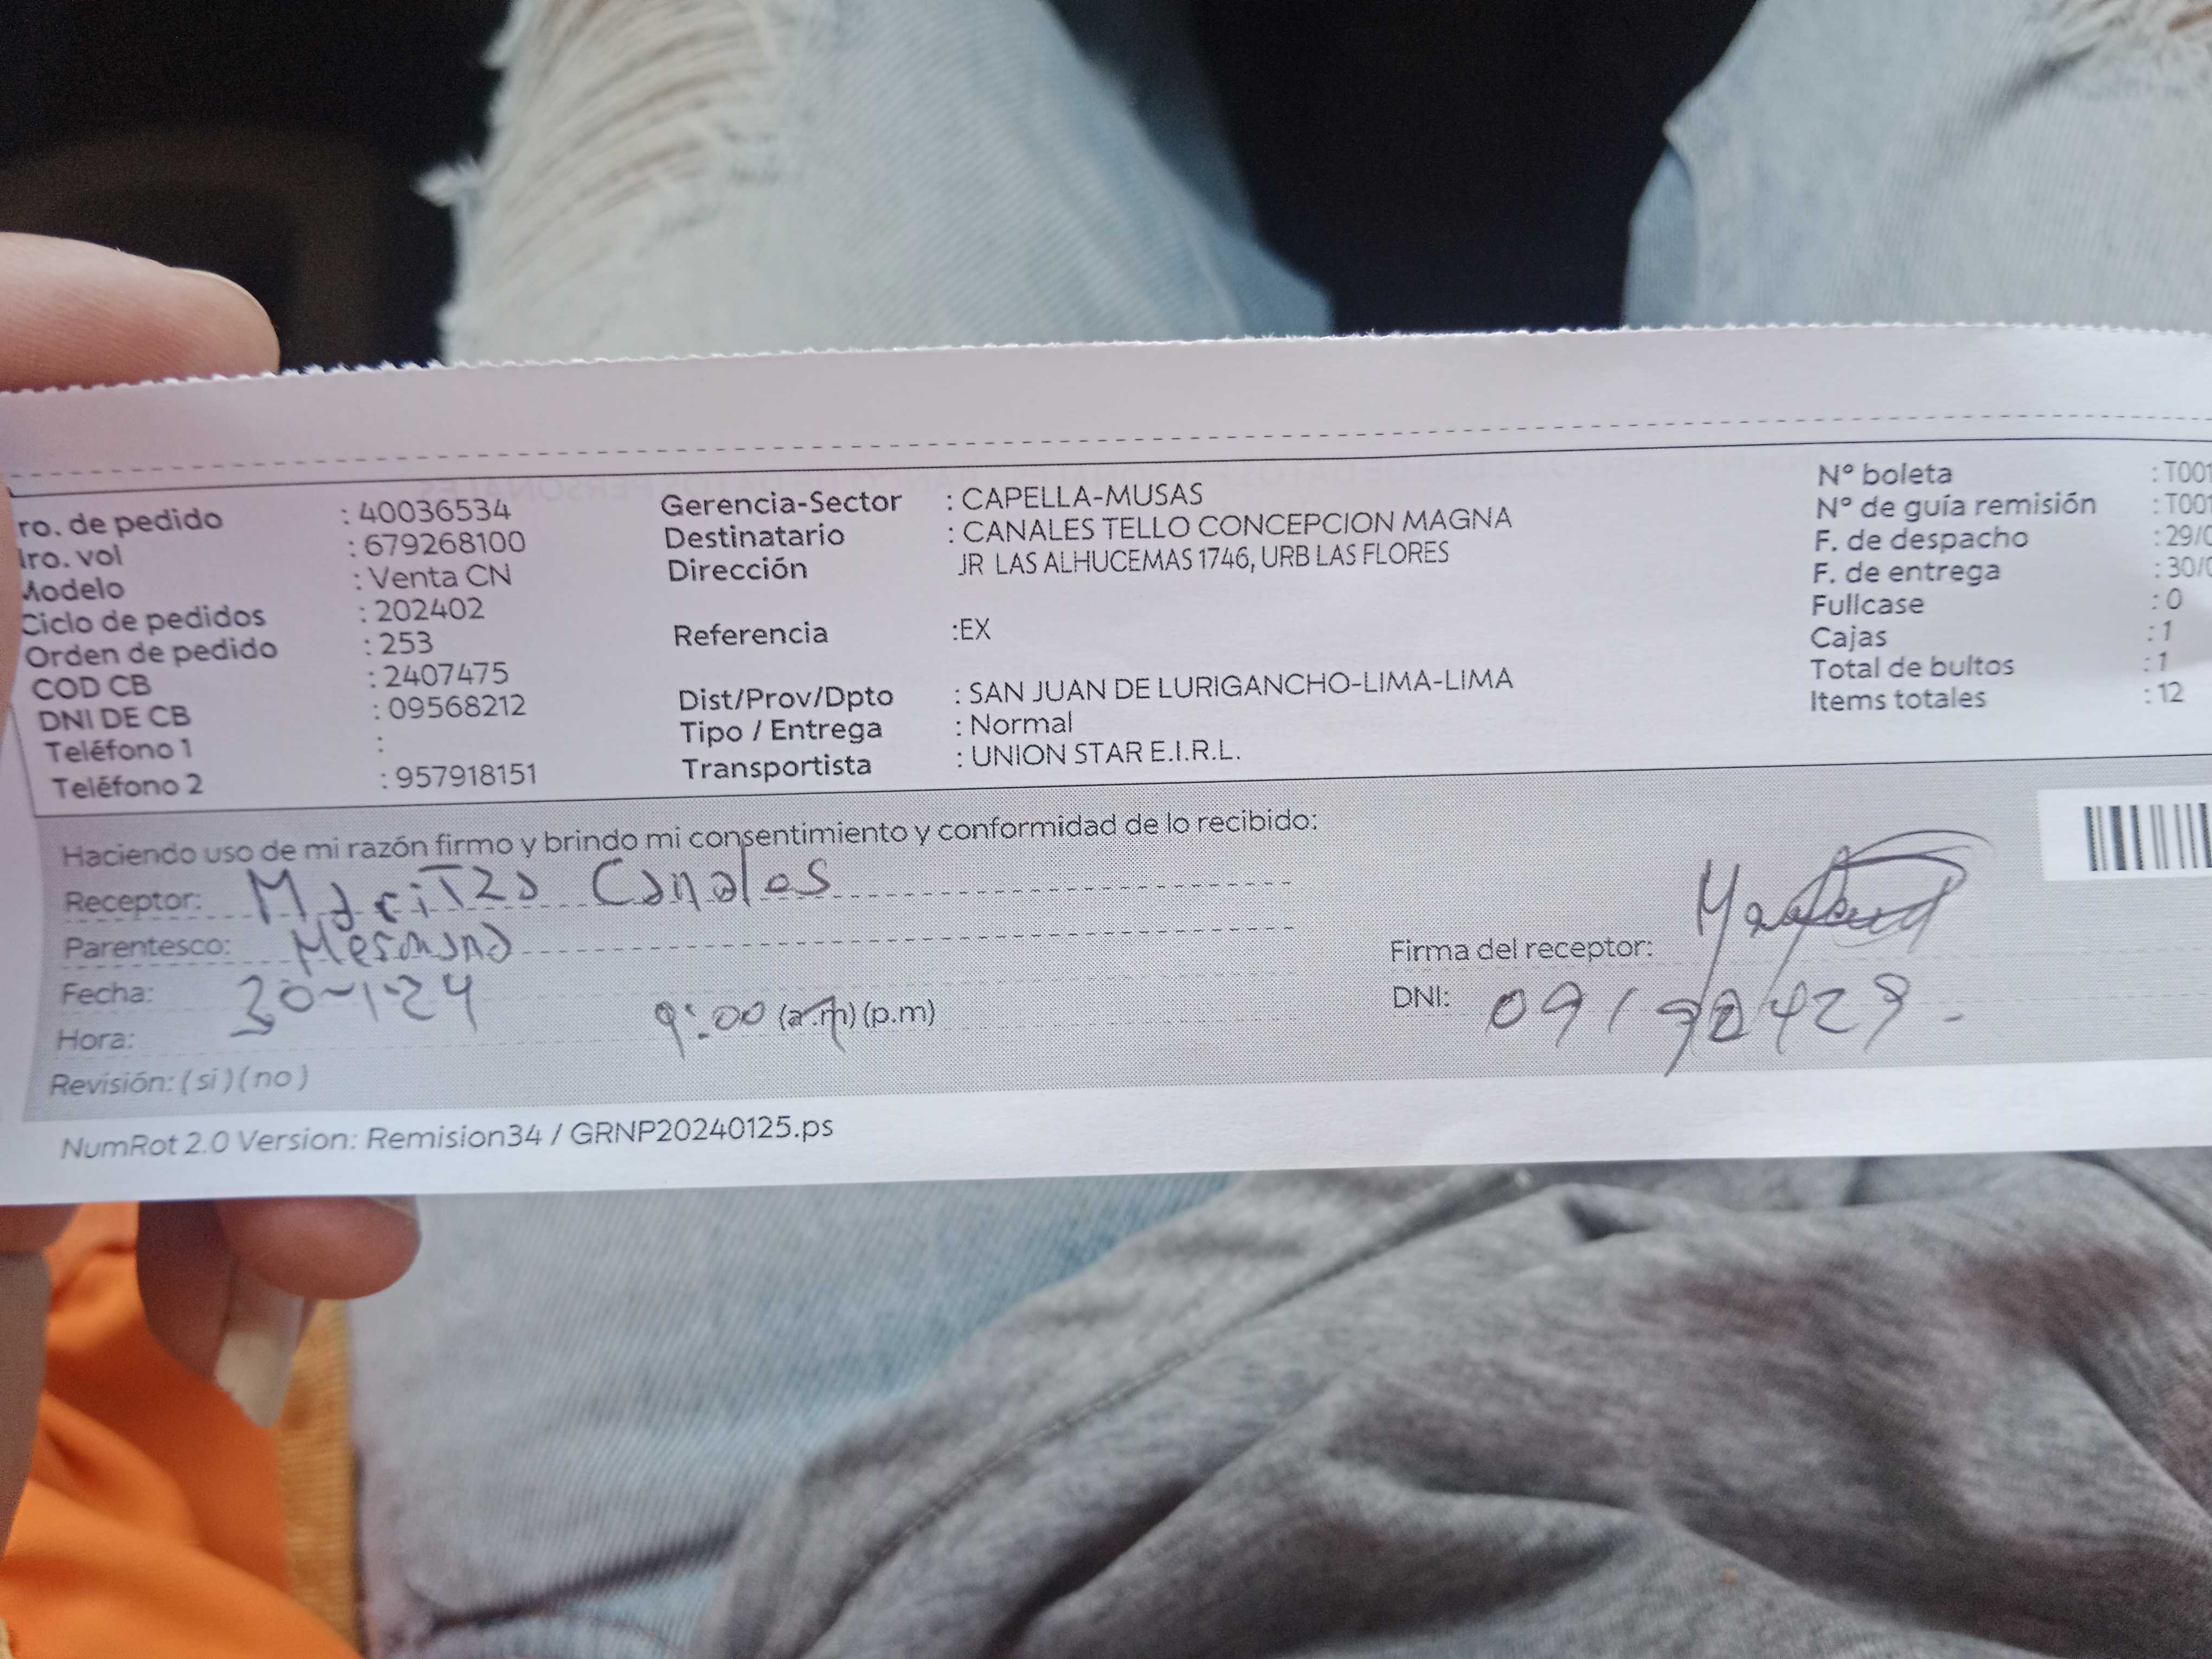 ro. de pedido : 40036534
ro. vol : 679268100
Modelo : Venta CN
Ciclo de pedidos : 202402
Orden de pedido : 253
COD CB : 2407475
DNI DE CB : 09568212
Teléfono 1 :
Teléfono 2 : 957918151
Gerencia-Sector : CAPELLA-MUSAS
Destinatario : CANALES TELLO CONCEPCION MAGNA
Dirección JR LAS ALHUCEMAS 1746, URB LAS FLORES
Referencia :EX
Dist/Prov/Dpto : SAN JUAN DE LURIGANCHO-LIMA-LIMA
Tipo / Entrega : Normal
Transportista : UNION STAR E.I.R.L.
N° boleta : T001
N° de guía remisión : T001
F. de despacho : 29/0
F. de entrega : 30/0
Fullcase : 0
Cajas : 1
Total de bultos : 1
Items totales : 12
Haciendo uso de mi razón firmo y brindo mi consentimiento y conformidad de lo recibido:
Receptor: Maritza Canales
Parentesco: Hermana
Fecha: 30-1-24
Hora: 9:00 (a.m) (p.m)
Revisión: ( sí ) ( no )
Firma del receptor:
DNI:
NumRot 2.0 Version: Remision34 / GRNP20240125.ps